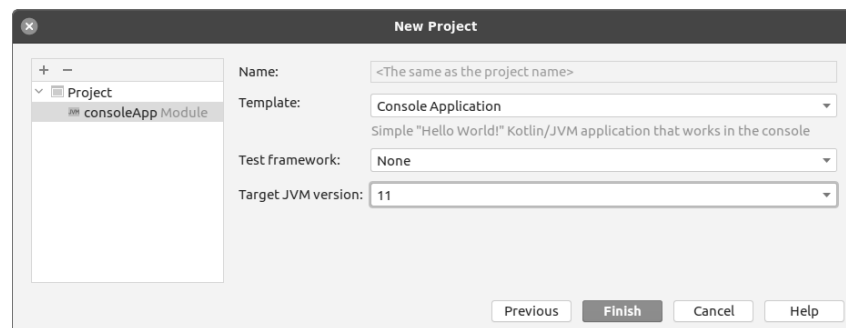 New Project
+ −
Project
consoleApp Module
Name: <The same as the project name>
Template: Console Application
Simple "Hello World!" Kotlin/JVM application that works in the console
Test framework: None
Target JVM version: 11
Previous Finish Cancel Help